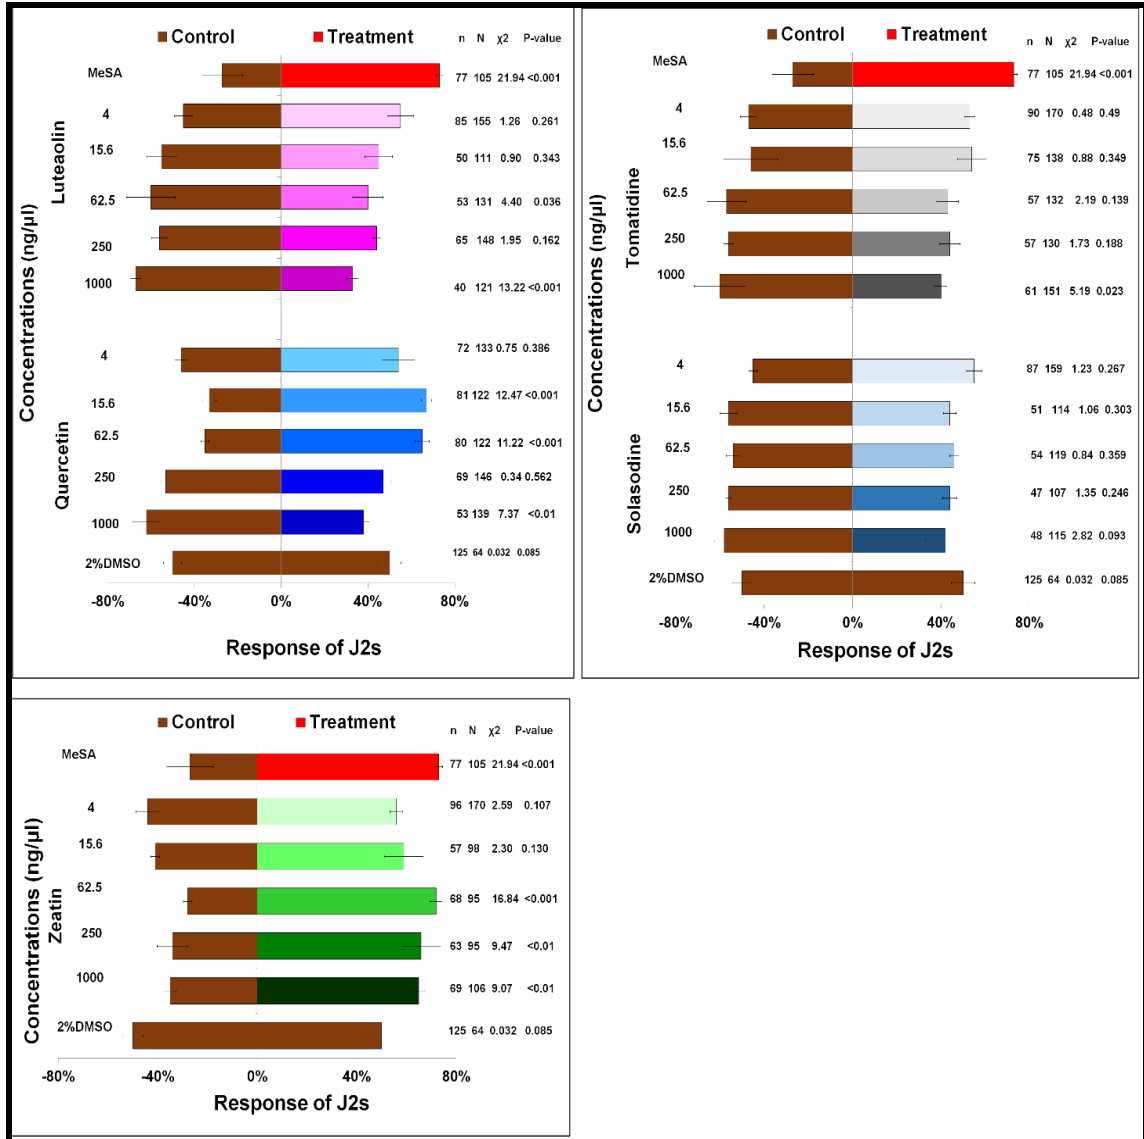 Control Treatment n N χ2 P-value
MeSA 77 105 21.94 <0.001
4 85 155 1.26 0.261
15.6 50 111 0.90 0.343
62.5 53 131 4.40 0.036
250 65 148 1.95 0.162
1000 40 121 13.22 <0.001
Luteaolin
4 72 133 0.75 0.386
15.6 81 122 12.47 <0.001
62.5 80 122 11.22 <0.001
250 69 146 0.34 0.562
1000 53 139 7.37 <0.01
2%DMSO 125 64 0.032 0.085
Quercetin
Concentrations (ng/µl)
-80% -40% 0% 40% 80%
Response of J2s
Control Treatment n N χ2 P-value
MeSA 77 105 21.94 <0.001
4 90 170 0.48 0.49
15.6 75 138 0.88 0.349
62.5 57 132 2.19 0.139
250 57 130 1.73 0.188
1000 61 151 5.19 0.023
Tomatidine
4 87 159 1.23 0.267
15.6 51 114 1.06 0.303
62.5 54 119 0.84 0.359
250 47 107 1.35 0.246
1000 48 115 2.82 0.093
2%DMSO 125 64 0.032 0.085
Solasodine
Concentrations (ng/µl)
-80% -40% 0% 40% 80%
Response of J2s
Control Treatment n N χ2 P-value
MeSA 77 105 21.94 <0.001
4 96 170 2.59 0.107
15.6 57 98 2.30 0.130
62.5 68 95 16.84 <0.001
250 63 95 9.47 <0.01
1000 69 106 9.07 <0.01
2%DMSO 125 64 0.032 0.085
Zeatin
Concentrations (ng/µl)
-80% -40% 0% 40% 80%
Response of J2s